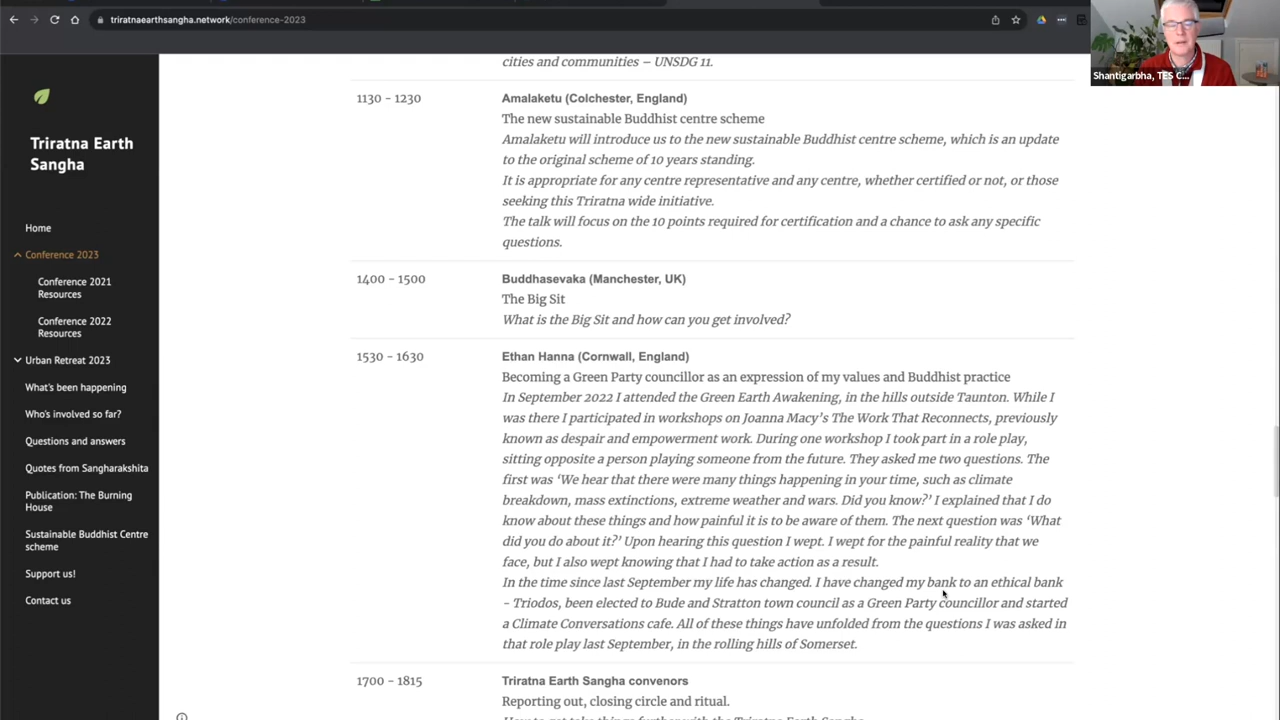 triratnaearthsangha.network/conference-2023
Shantigarbha, TES C...
Triratna Earth
Sangha
Home
Conference 2023
Conference 2021
Resources
Conference 2022
Resources
Urban Retreat 2023
What's been happening
Who's involved so far?
Questions and answers
Quotes from Sangharakshita
Publication: The Burning
House
Sustainable Buddhist Centre
scheme
Support us!
Contact us
cities and communities – UNSDG 11.
1130 - 1230
Amalaketu (Colchester, England)
The new sustainable Buddhist centre scheme
Amalaketu will introduce us to the new sustainable Buddhist centre scheme, which is an update
to the original scheme of 10 years standing.
It is appropriate for any centre representative and any centre, whether certified or not, or those
seeking this Triratna wide initiative.
The talk will focus on the 10 points required for certification and a chance to ask any specific
questions.
1400 - 1500
Buddhasevaka (Manchester, UK)
The Big Sit
What is the Big Sit and how can you get involved?
1530 - 1630
Ethan Hanna (Cornwall, England)
Becoming a Green Party councillor as an expression of my values and Buddhist practice
In September 2022 I attended the Green Earth Awakening, in the hills outside Taunton. While I
was there I participated in workshops on Joanna Macy's The Work That Reconnects, previously
known as despair and empowerment work. During one workshop I took part in a role play,
sitting opposite a person playing someone from the future. They asked me two questions. The
first was 'We hear that there were many things happening in your time, such as climate
breakdown, mass extinctions, extreme weather and wars. Did you know?' I explained that I do
know about these things and how painful it is to be aware of them. The next question was 'What
did you do about it?' Upon hearing this question I wept. I wept for the painful reality that we
face, but I also wept knowing that I had to take action as a result.
In the time since last September my life has changed. I have changed my bank to an ethical bank
- Triodos, been elected to Bude and Stratton town council as a Green Party councillor and started
a Climate Conversations cafe. All of these things have unfolded from the questions I was asked in
that role play last September, in the rolling hills of Somerset.
1700 - 1815
Triratna Earth Sangha convenors
Reporting out, closing circle and ritual.
How to get take things further with the Triratna Earth Sangha